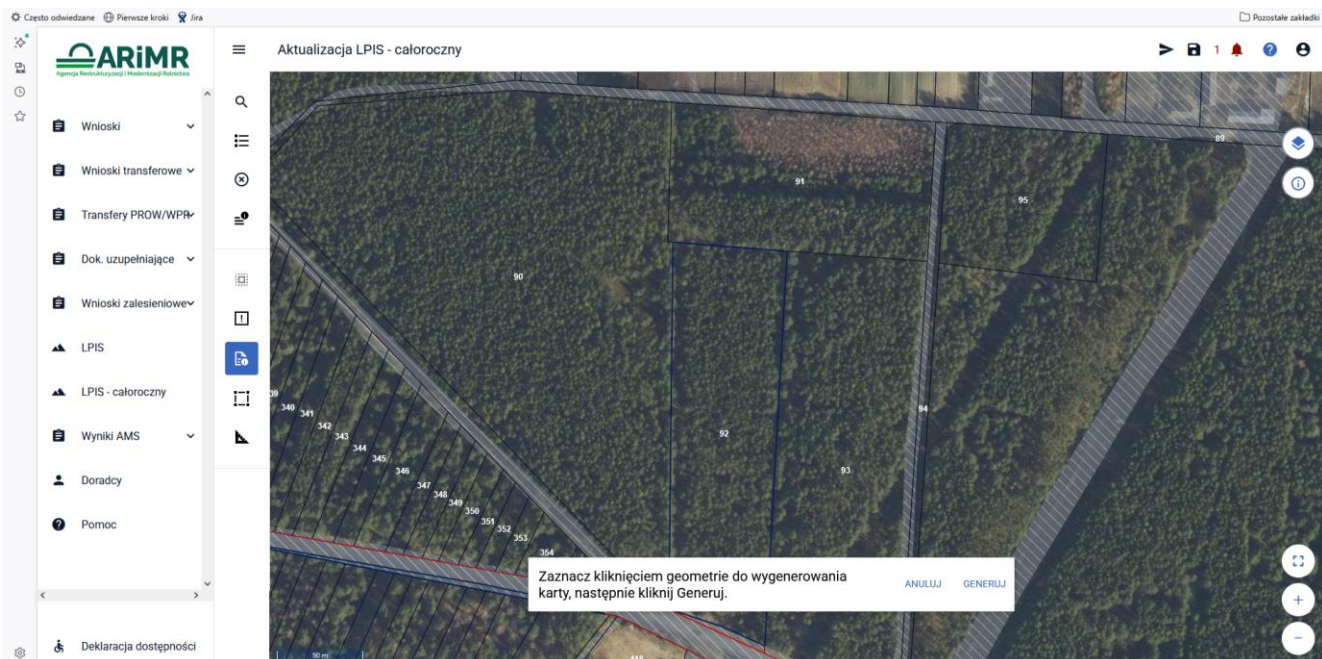 Często odwiedzane Pierwsze kroki Jira Pozostałe zakładki
ARiMR
Agencja Restrukturyzacji i Modernizacji Rolnictwa
Aktualizacja LPIS - całoroczny
1
Wnioski
Wnioski transferowe
Transfery PROW/WPR
Dok. uzupełniające
Wnioski zalesieniowe
LPIS
LPIS - całoroczny
Wyniki AMS
Doradcy
Pomoc
Deklaracja dostępności
89
91
95
90
39
340
341
342
343
344
345
346
347
348
349
350
351
352
353
354
92
93
94
Zaznacz kliknięciem geometrie do wygenerowania
karty, następnie kliknij Generuj.
ANULUJ GENERUJ
50 m